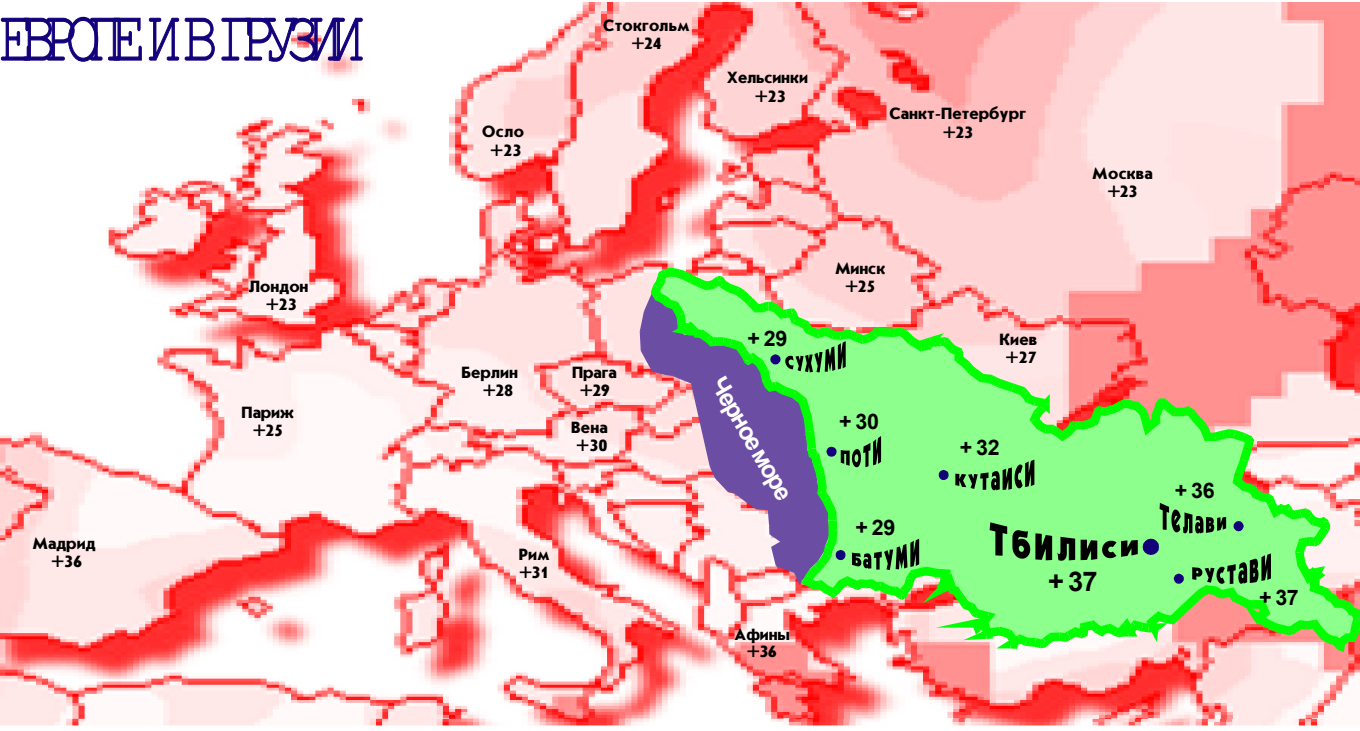 ЕВРОПЕ И В ГРУЗИИ
Стокгольм
+24
Хельсинки
+23
Санкт-Петербург
+23
Осло
+23
Москва
+23
Минск
+25
Лондон
+23
Киев
+27
+29
сухуми
Берлин
+28
Прага
+29
Париж
+25
Вена
+30
Черное море
+30
поти
+32
кутаиси
+36
Телави
+29
батуми
Тбилиси
+37
рустави
+37
Мадрид
+36
Рим
+31
Афины
+36